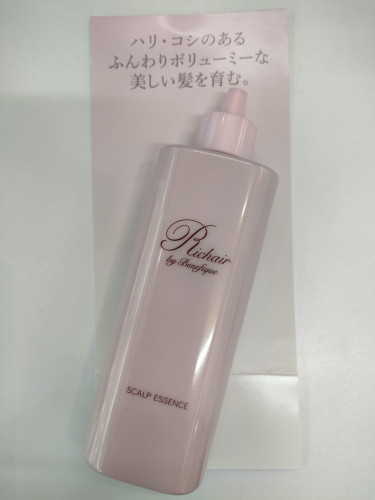 ハリ・コシのある
ふんわりボリューミーな
美しい髪を育む。
Richair
by Benefique
SCALP ESSENCE